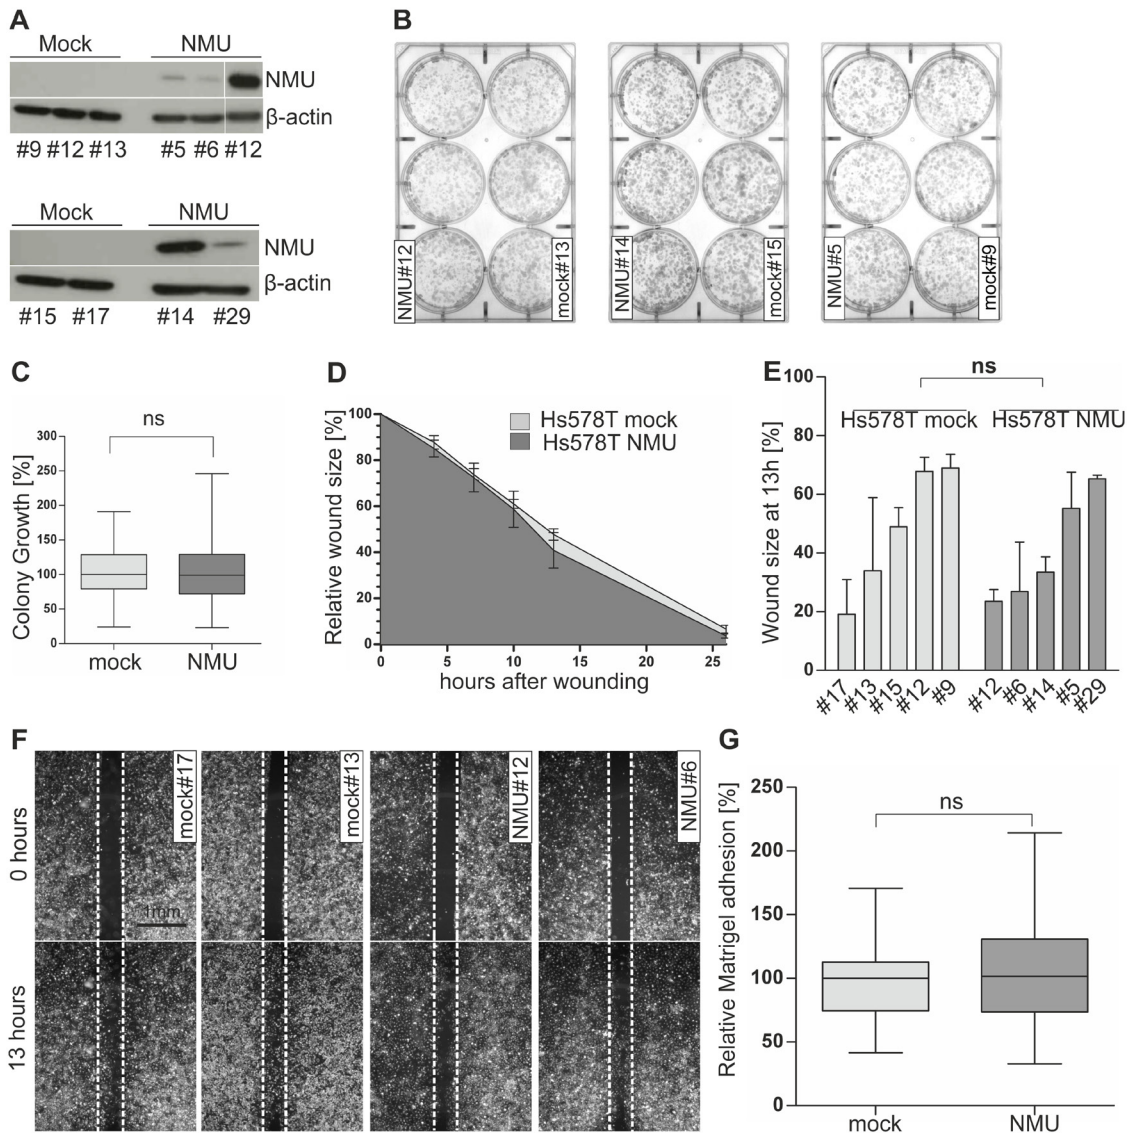 A
Mock NMU
NMU
β-actin
#9 #12 #13 #5 #6 #12
Mock NMU
NMU
β-actin
#15 #17 #14 #29
B
NMU#12
mock#13
NMU#14
mock#15
NMU#5
mock#9
C
ns
Colony Growth [%]
300
250
200
150
100
50
0
mock NMU
D
Relative wound size [%]
100
80
60
40
20
0
Hs578T mock
Hs578T NMU
0 5 10 15 20 25
hours after wounding
E
ns
Wound size at 13h [%]
100
80
60
40
20
0
Hs578T mock Hs578T NMU
#17 #13 #15 #12 #9 #12 #6 #14 #5 #29
F
0 hours
13 hours
mock#17
mock#13
NMU#12
NMU#6
1mm
G
ns
Relative Matrigel adhesion [%]
250
200
150
100
50
0
mock NMU